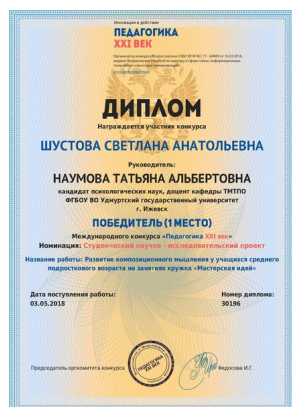 Инновации в действии
ПЕДАГОГИКА
XXI ВЕК
ДИПЛОМ
Награждается участник конкурса
ШУСТОВА СВЕТЛАНА АНАТОЛЬЕВНА
Руководитель:
НАУМОВА ТАТЬЯНА АЛЬБЕРТОВНА
кандидат психологических наук, доцент кафедры ТМТПО
ФГБОУ ВО Удмуртский государственный университет
г. Ижевск
ПОБЕДИТЕЛЬ (1 МЕСТО)
Международного конкурса «Педагогика XXI век»
Номинация: Студенческий научно - исследовательский проект
Название работы: Развитие композиционного мышления у учащихся среднего
подросткового возраста на занятиях кружка «Мастерская идей»
Дата поступления работы:
03.05.2018
Номер диплома:
30196
ПЕДАГОГИКА
XXI ВЕК
Председатель оргкомитета конкурса
Федосова И.Г.